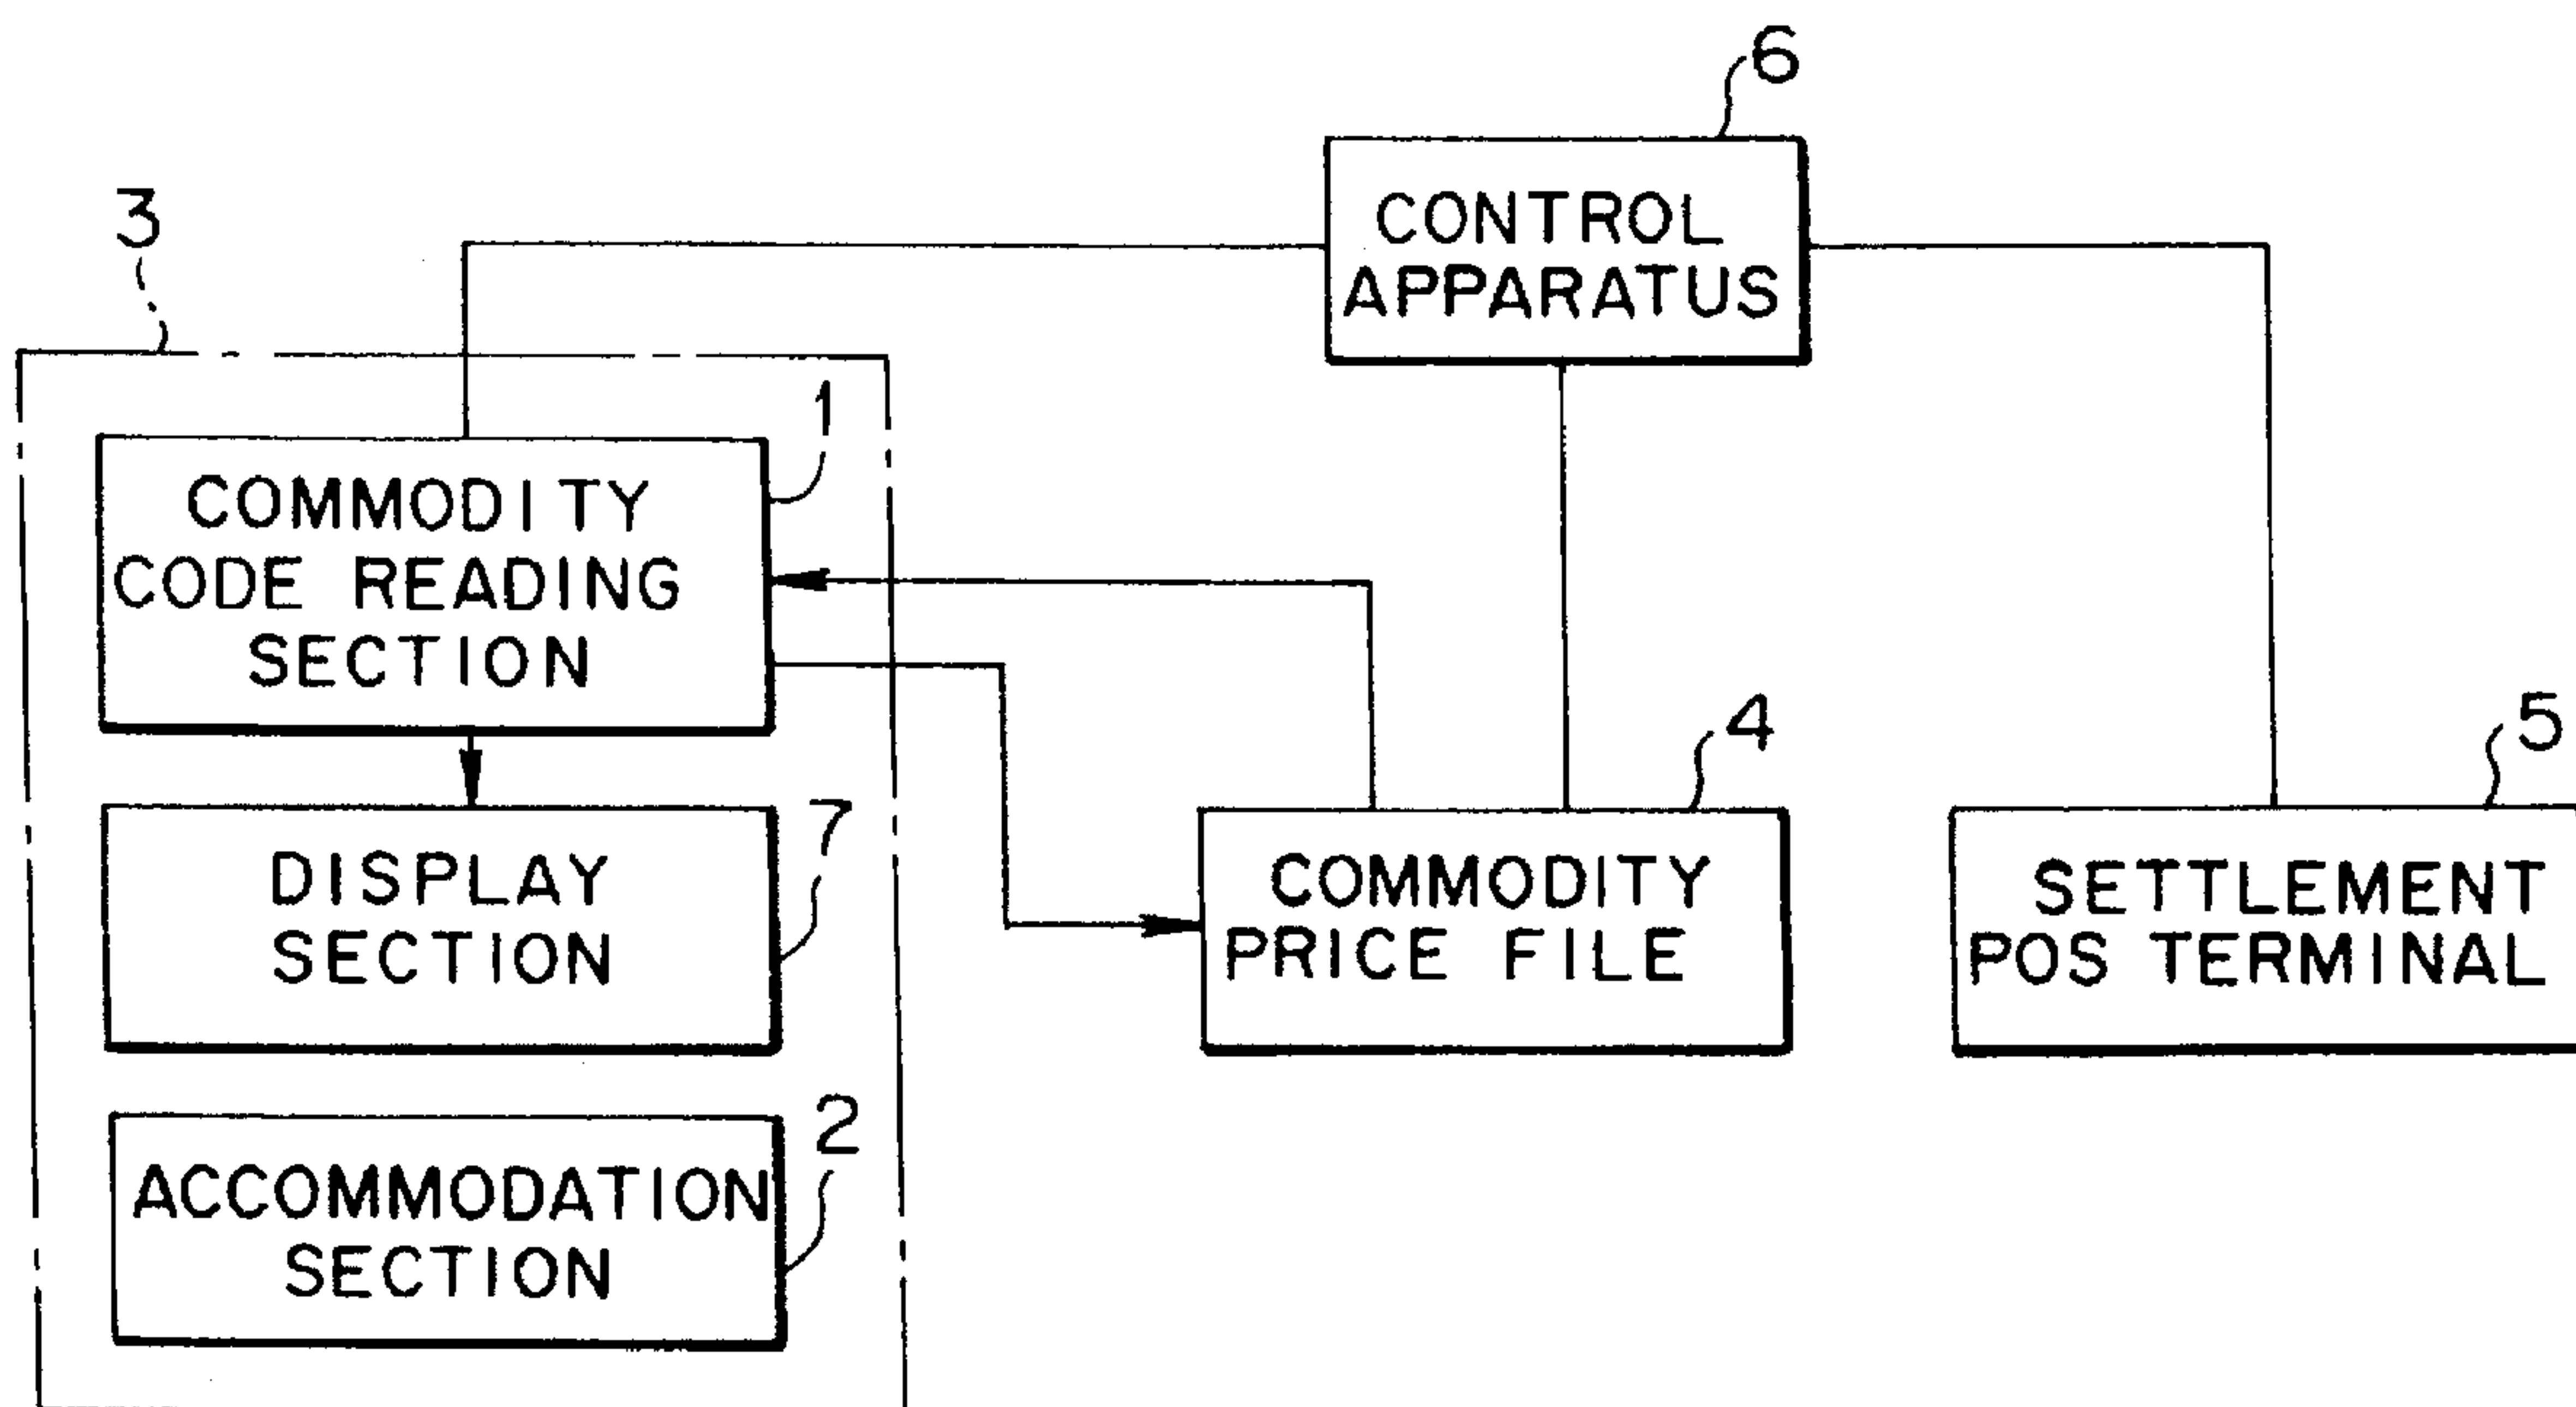 6
CONTROL
APPARATUS
3
1
COMMODITY
CODE READING
SECTION
4
5
7
DISPLAY
SECTION
COMMODITY
PRICE FILE
SETTLEMENT
POS TERMINAL
2
ACCOMMODATION
SECTION